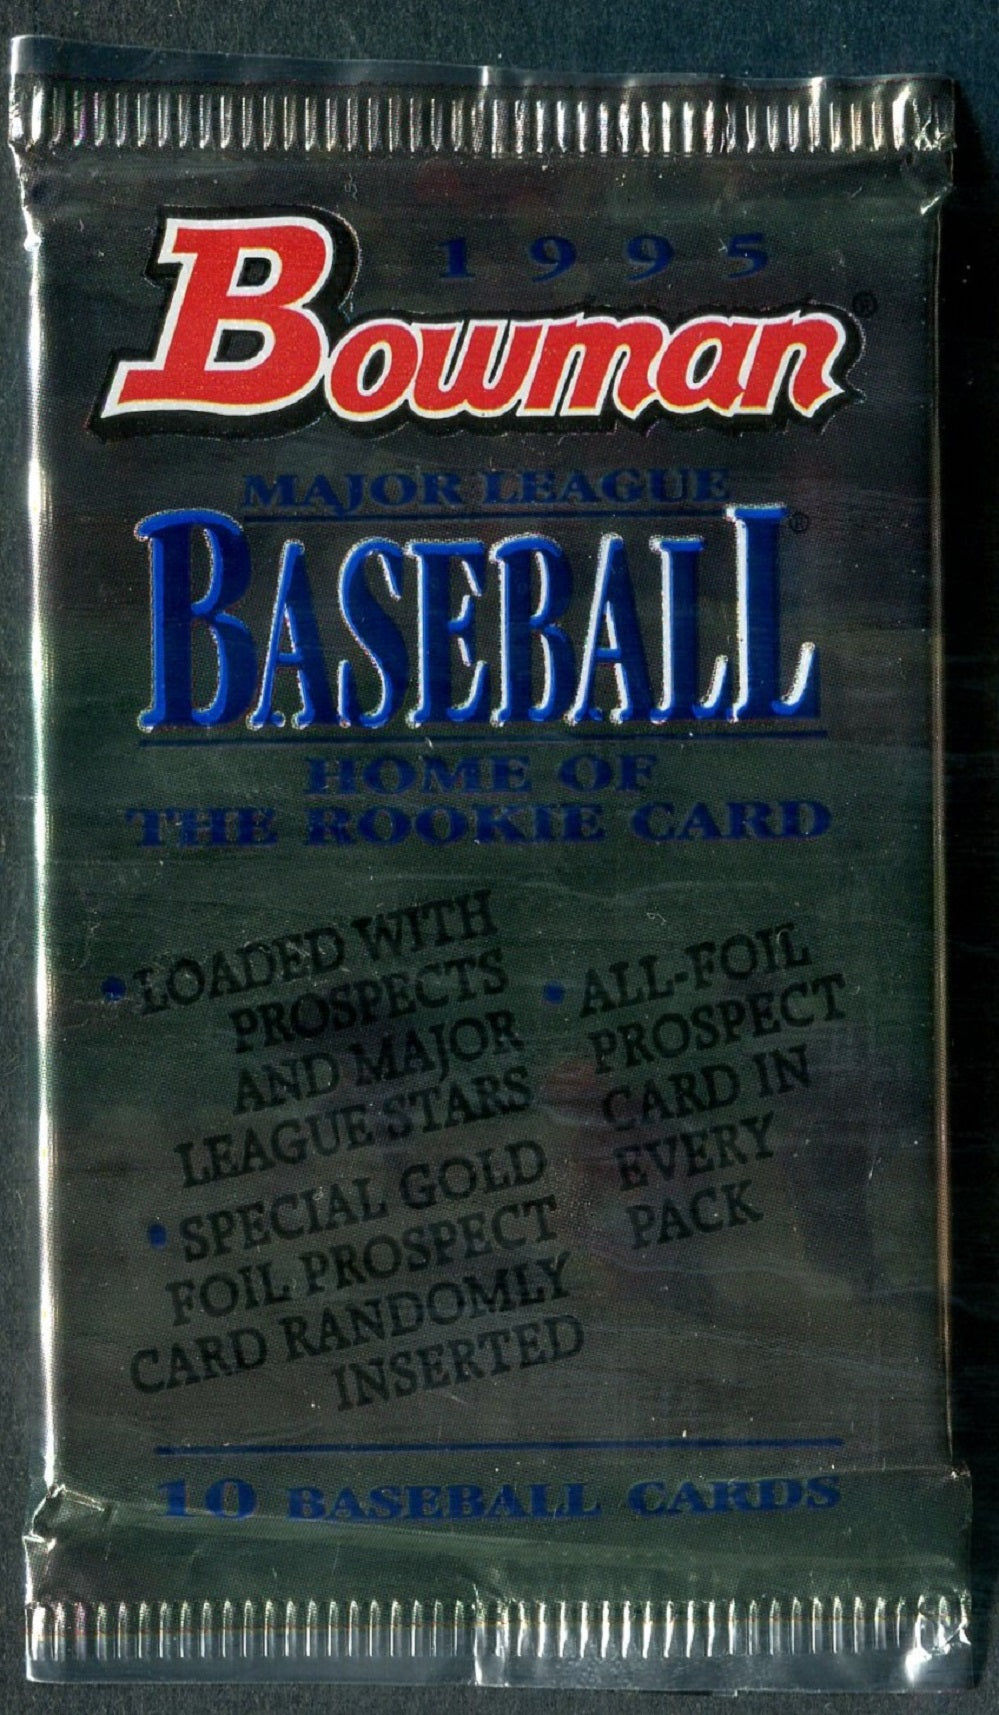 1995
Bowman®
MAJOR LEAGUE
BASEBALL®
HOME OF
THE ROOKIE CARD
• LOADED WITH
PROSPECTS
AND MAJOR
LEAGUE STARS
• SPECIAL GOLD
FOIL PROSPECT
CARD RANDOMLY
INSERTED
• ALL-FOIL
PROSPECT
CARD IN
EVERY
PACK
10 BASEBALL CARDS